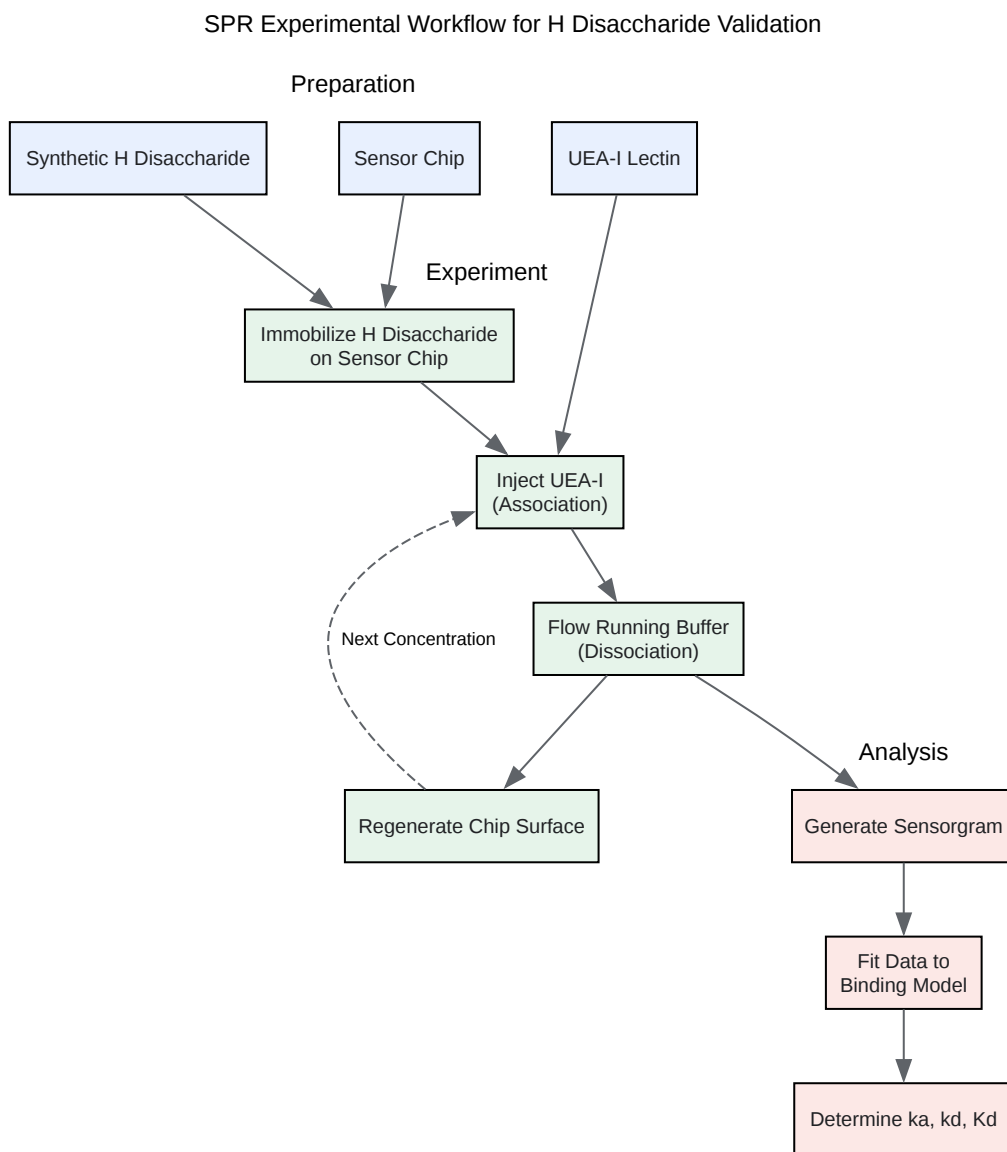 SPR Experimental Workflow for H Disaccharide Validation
Preparation
Synthetic H Disaccharide
Sensor Chip
UEA-I Lectin
Experiment
Immobilize H Disaccharide
on Sensor Chip
Inject UEA-I
(Association)
Flow Running Buffer
(Dissociation)
Next Concentration
Analysis
Regenerate Chip Surface
Generate Sensorgram
Fit Data to
Binding Model
Determine ka, kd, Kd